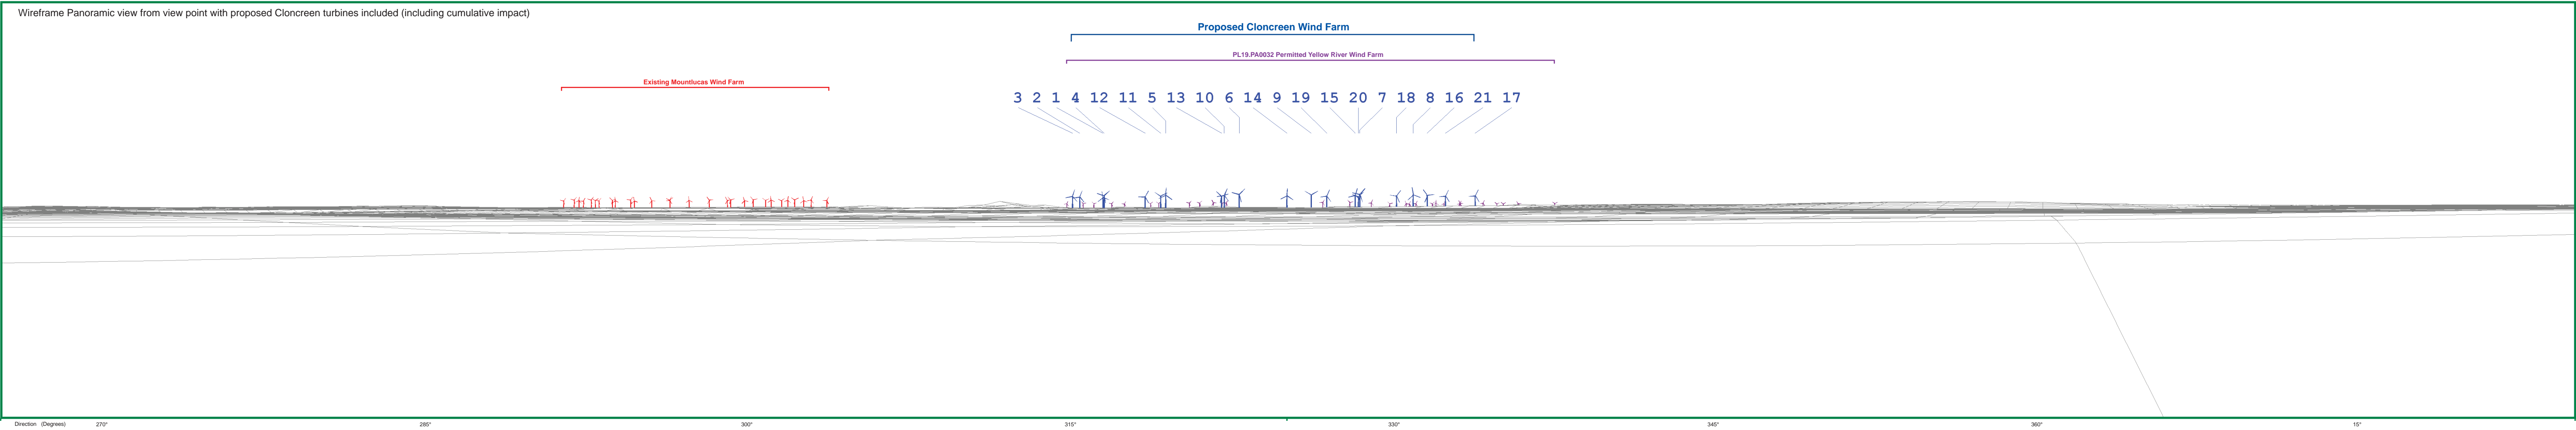 Wireframe Panoramic view from view point with proposed Cloncreen turbines included (including cumulative impact)
Proposed Cloncreen Wind Farm
PL19.PA0032 Permitted Yellow River Wind Farm
Existing Mountlucas Wind Farm
3 2 1 4 12 11 5 13 10 6 14 9 19 15 20 7 18 8 16 21 17
Direction (Degrees) 270° 285° 300° 315° 330° 345° 360° 15°